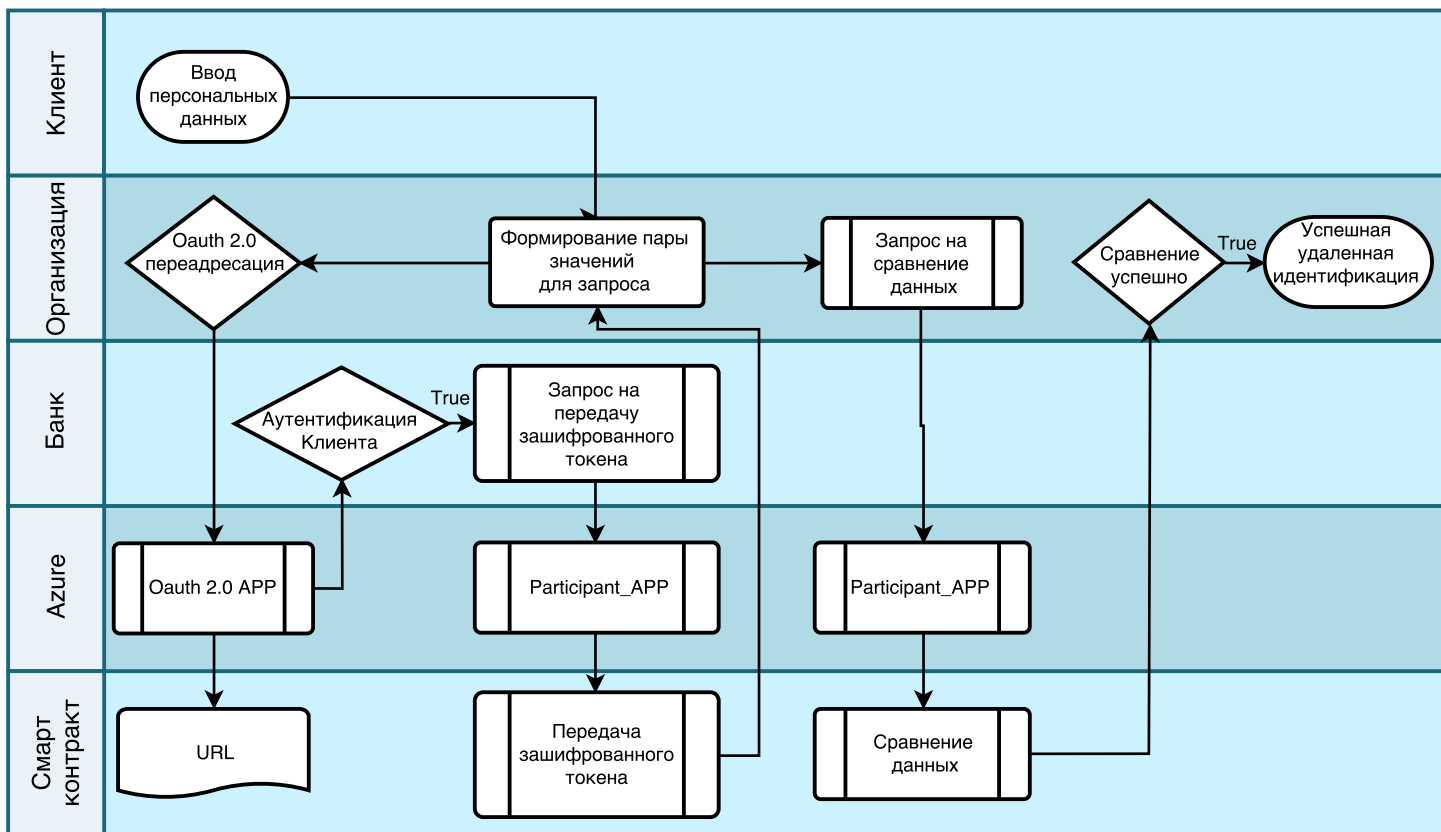 Клиент
Ввод
персональных
данных
Организация
Oauth 2.0
переадресация
Формирование пары
значений
для запроса
Запрос на
сравнение
данных
Сравнение
успешно
True
Успешная
удаленная
идентификация
Банк
Аутентификация
Клиента
True
Запрос на
передачу
зашифрованного
токена
Azure
Oauth 2.0 APP
Participant_APP
Participant_APP
Смарт
контракт
URL
Передача
зашифрованного
токена
Сравнение
данных